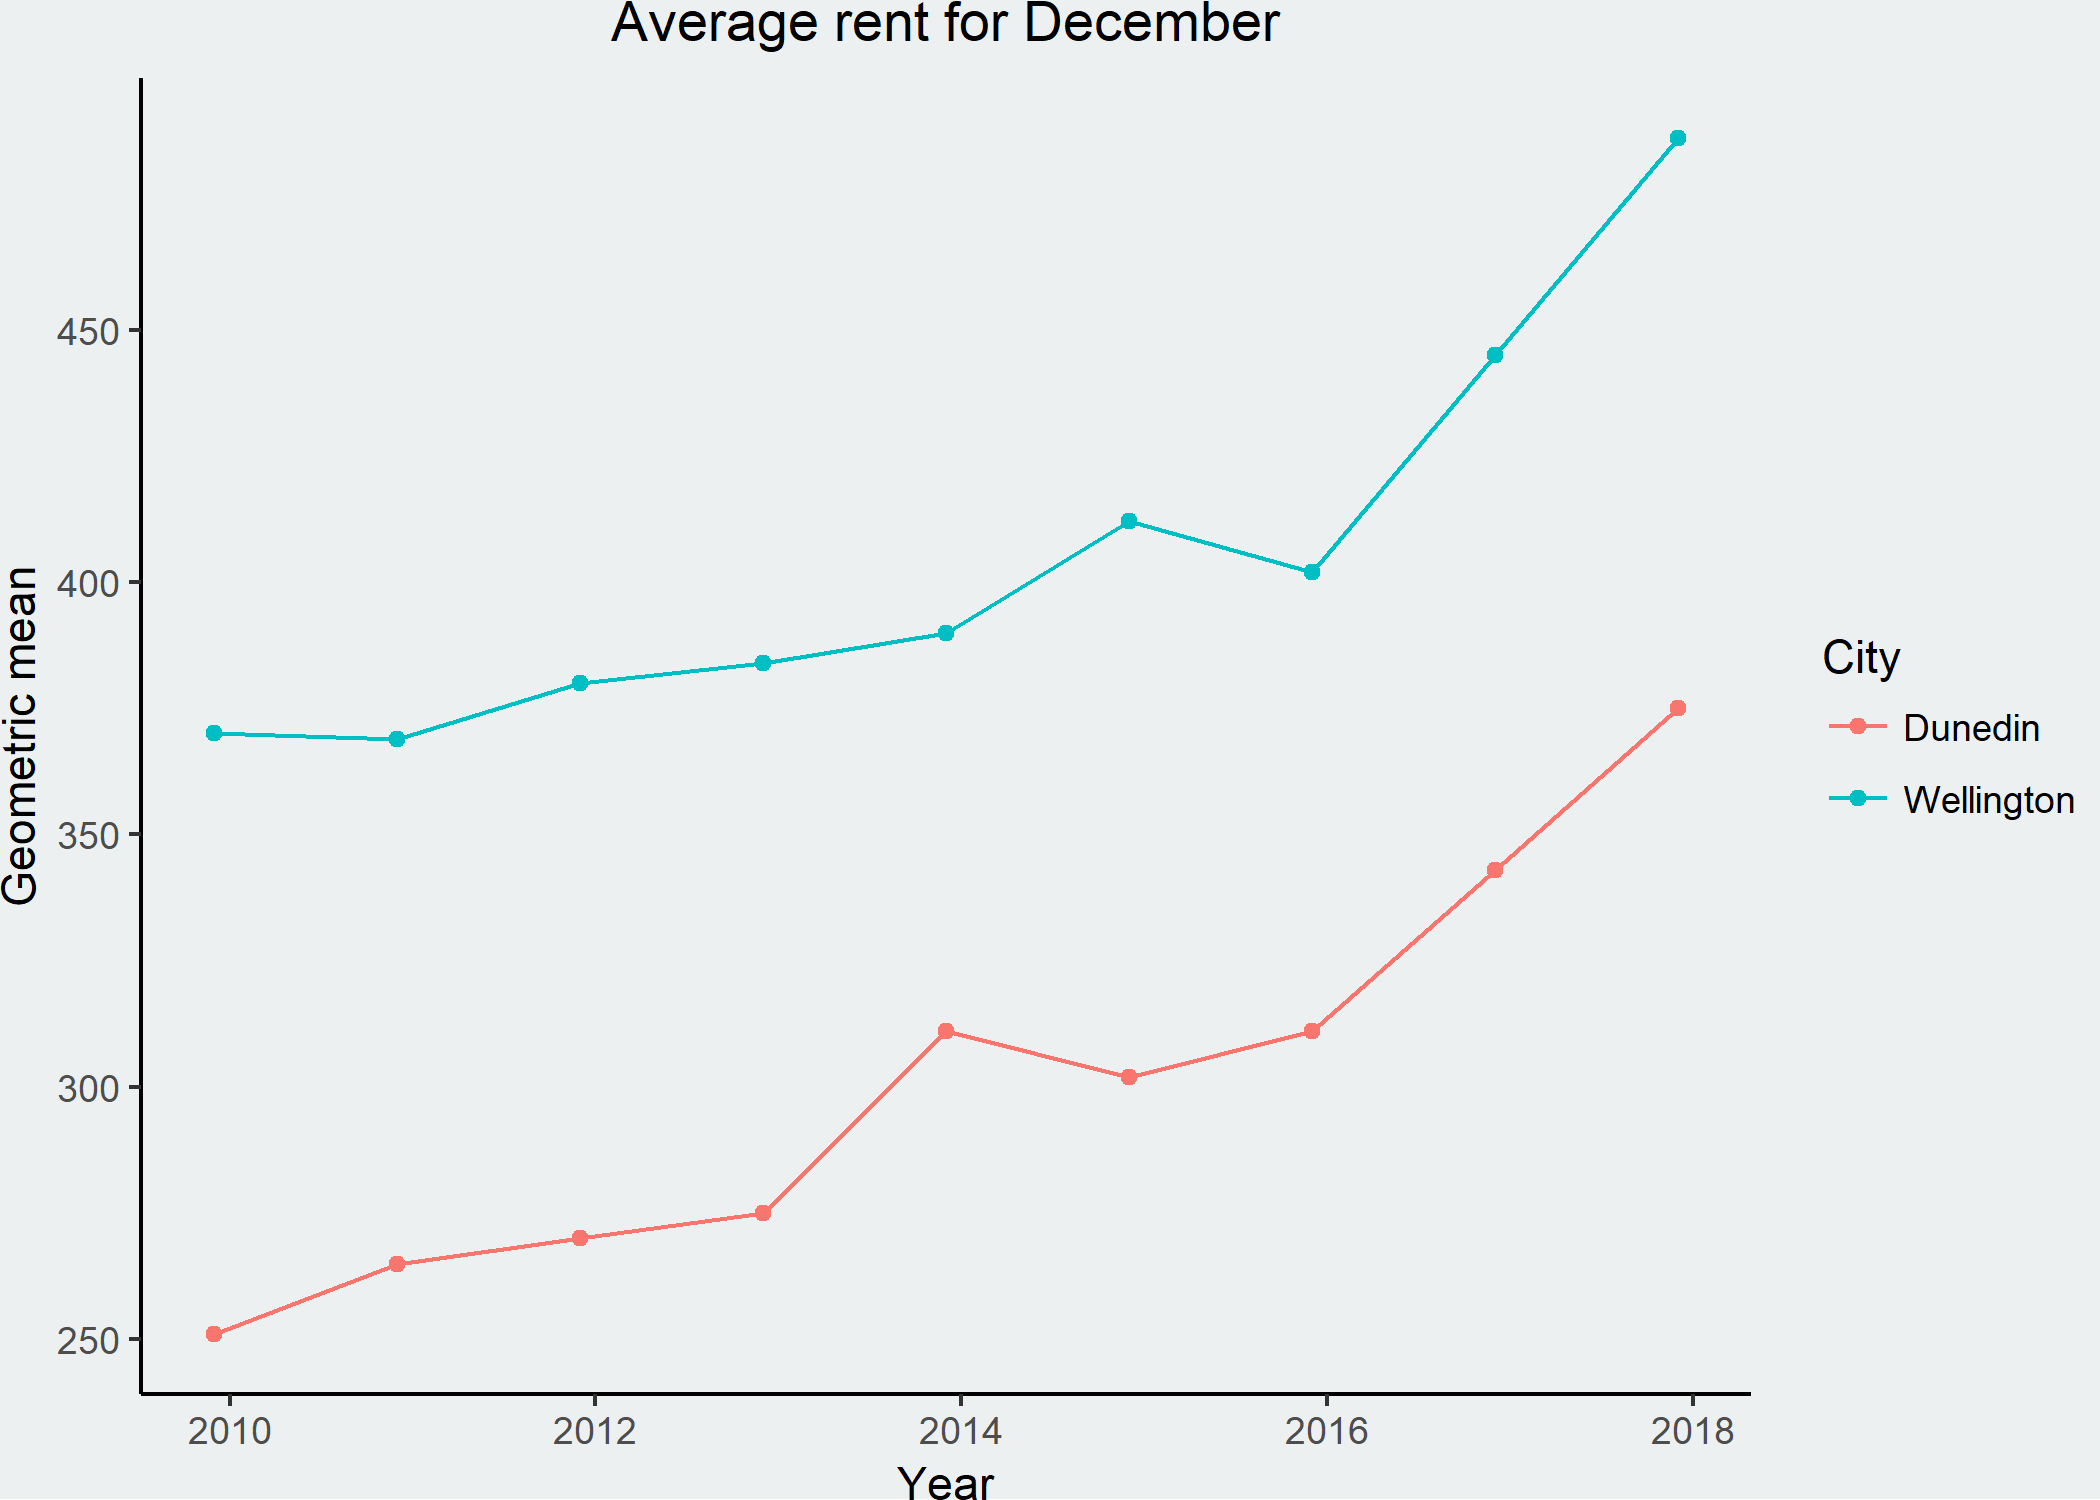 Average rent for December
Geometric mean
450
400
350
300
250
2010 2012 2014 2016 2018
Year
City
Dunedin
Wellington